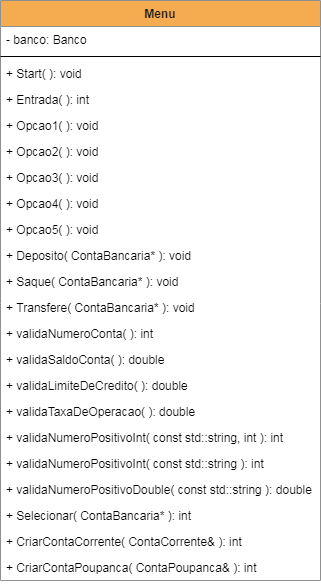 Menu
- banco: Banco
+ Start( ): void
+ Entrada( ): int
+ Opcao1( ): void
+ Opcao2( ): void
+ Opcao3( ): void
+ Opcao4( ): void
+ Opcao5( ): void
+ Deposito( ContaBancaria* ): void
+ Saque( ContaBancaria* ): void
+ Transfere( ContaBancaria* ): void
+ validaNumeroConta( ): int
+ validaSaldoConta( ): double
+ validaLimiteDeCredito( ): double
+ validaTaxaDeOperacao( ): double
+ validaNumeroPositivoInt( const std::string, int ): int
+ validaNumeroPositivoInt( const std::string ): int
+ validaNumeroPositivoDouble( const std::string ): double
+ Selecionar( ContaBancaria* ): int
+ CriarContaCorrente( ContaCorrente& ): int
+ CriarContaPoupanca( ContaPoupanca& ): int